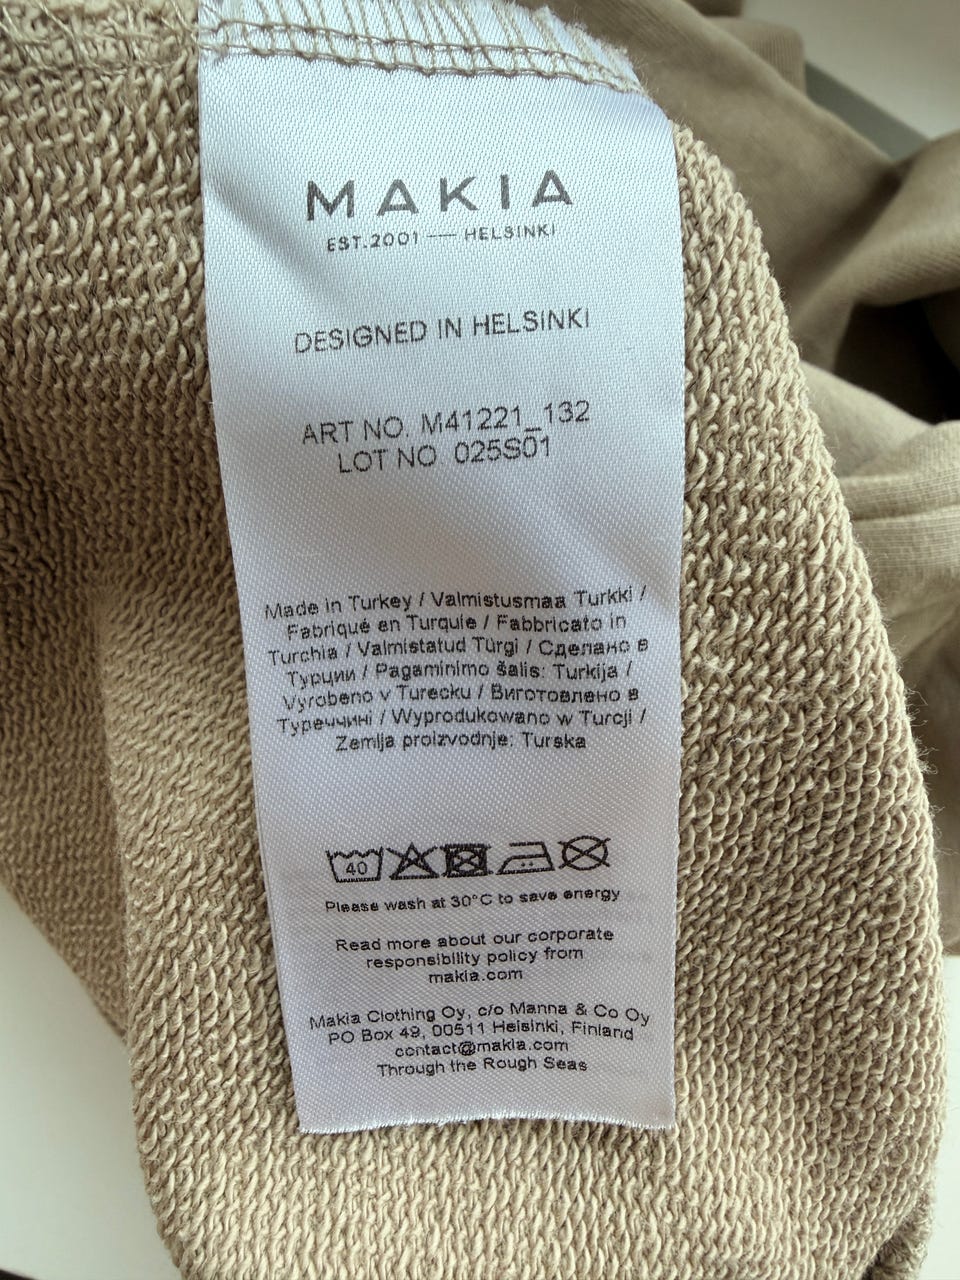 MAKIA
EST.2001 — HELSINKI
DESIGNED IN HELSINKI
ART NO. M41221_132
LOT NO 025S01
Made in Turkey / Valmistusmaa Turkki /
Fabriqué en Turquie / Fabbricato in
Turchia / Valmistatud Türgi / Сделано в
Турции / Pagaminimo šalis: Turkija /
Vyrobeno v Turecku / Виготовлено в
Туреччині / Wyprodukowano w Turcji /
Zemlja proizvodnje: Turska
40
Please wash at 30°C to save energy
Read more about our corporate
responsibility policy from
makia.com
Makia Clothing Oy, c/o Manna & Co Oy
PO Box 49, 00511 Helsinki, Finland
contact@makia.com
Through the Rough Seas